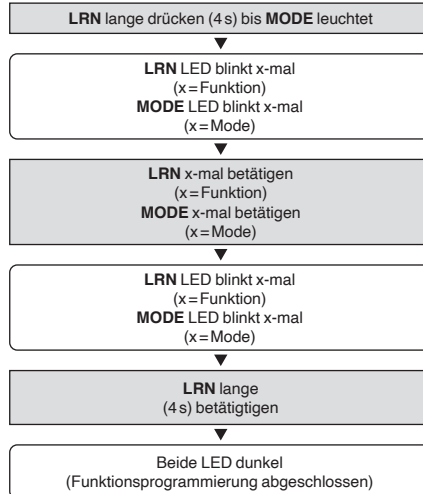 LRN lange drücken (4 s) bis MODE leuchtet
LRN LED blinkt x-mal
(x = Funktion)
MODE LED blinkt x-mal
(x = Mode)
LRN x-mal betätigen
(x = Funktion)
MODE x-mal betätigen
(x = Mode)
LRN LED blinkt x-mal
(x = Funktion)
MODE LED blinkt x-mal
(x = Mode)
LRN lange
(4 s) betätigtigen
Beide LED dunkel
(Funktionsprogrammierung abgeschlossen)